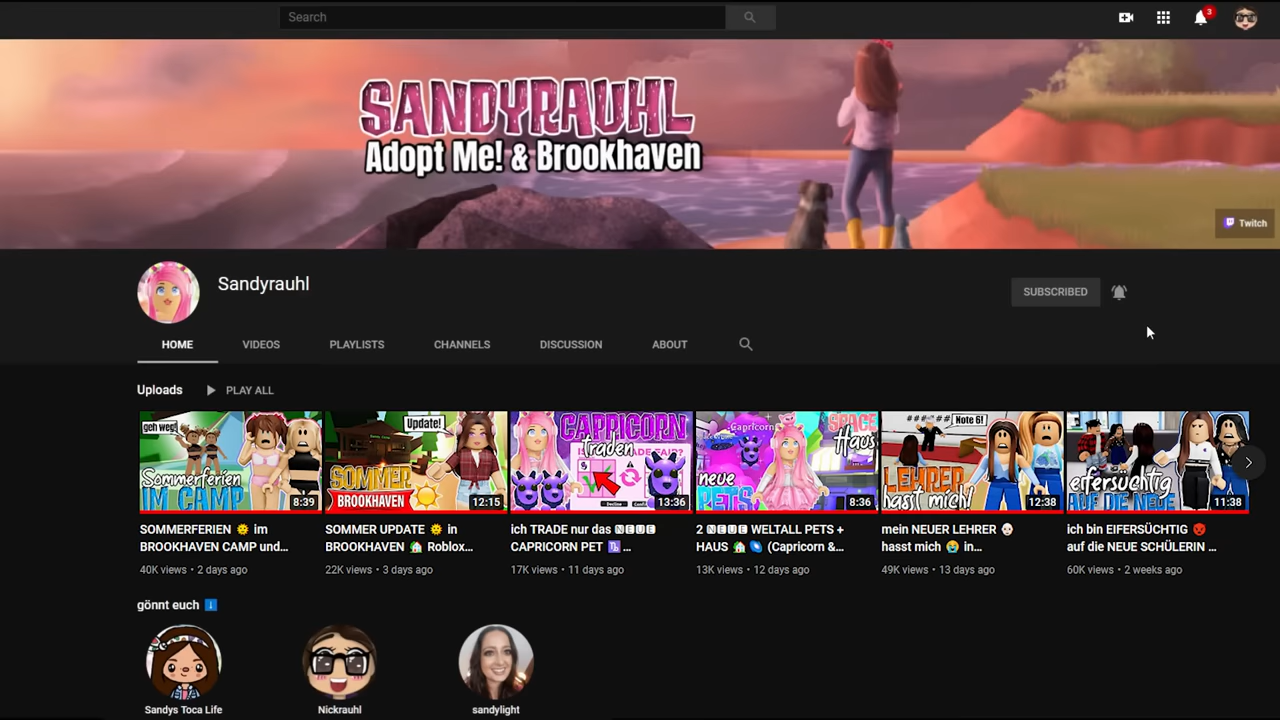 Search
3
SANDYRAUHL
Adopt Me! & Brookhaven
Twitch
Sandyrauhl
SUBSCRIBED
HOME VIDEOS PLAYLISTS CHANNELS DISCUSSION ABOUT
Uploads PLAY ALL
geh weg!
Sommerferien
IM CAMP
8:39
Update!
SOMMER
BROOKHAVEN
12:15
CAPRICORN
traden
13:36
Capricorn
SPACE
Haus
neue
PETS
8:36
###/##/##
Note 6!
LEHRER
hasst mich!
12:38
eifersüchtig
AUF DIE NEUE
11:38
SOMMERFERIEN 🌞 im
BROOKHAVEN CAMP und...
40K views • 2 days ago
SOMMER UPDATE 🌞 in
BROOKHAVEN 🏡 Roblox...
22K views • 3 days ago
ich TRADE nur das 🅽🅴🆄🅴
CAPRICORN PET ♑ ...
17K views • 11 days ago
2 🅽🅴🆄🅴 WELTALL PETS +
HAUS 🏡 🪐 (Capricorn &...
13K views • 12 days ago
mein NEUER LEHRER 👨🏻‍🦲
hasst mich 😭 in...
49K views • 13 days ago
ich bin EIFERSÜCHTIG 😡
auf die NEUE SCHÜLERIN ...
60K views • 2 weeks ago
gönnt euch ⬇️
Sandys Toca Life
Nickrauhl
sandylight